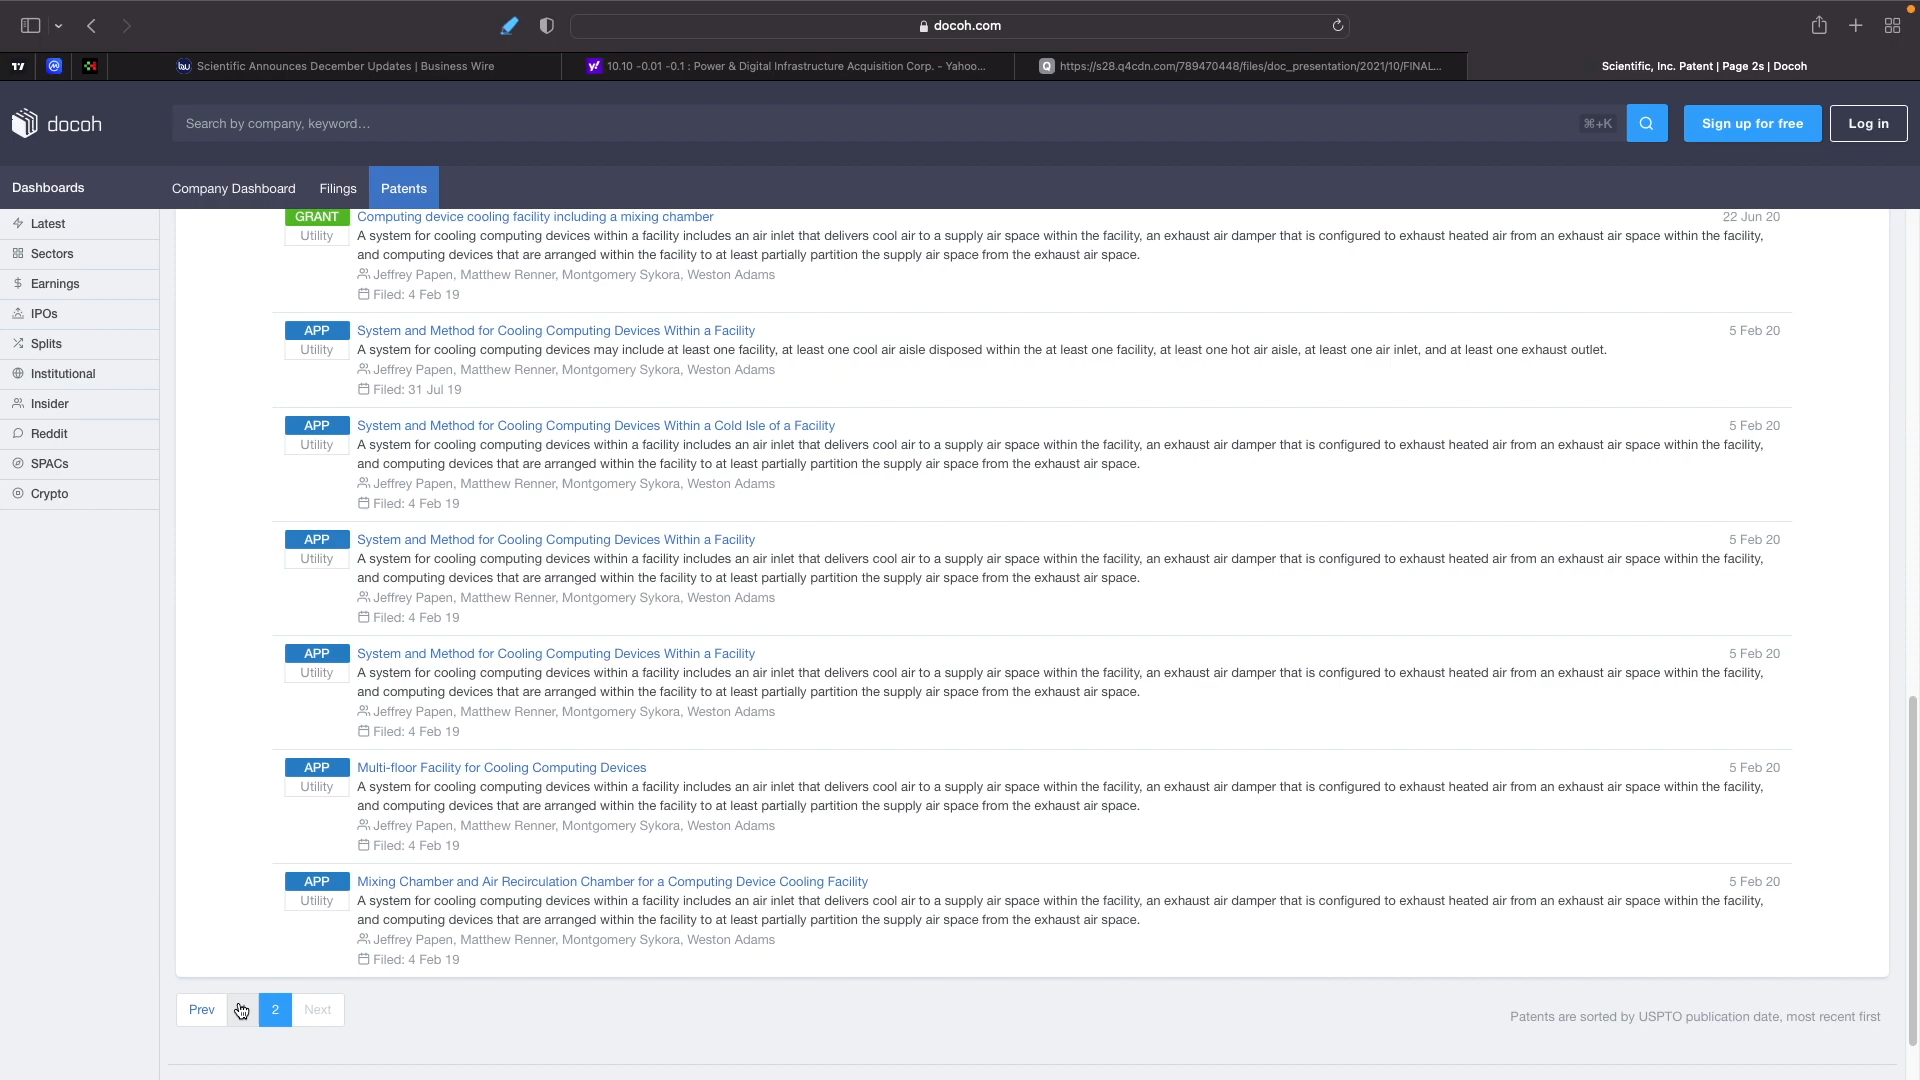 docoh.com
Scientific Announces December Updates | Business Wire
10.10 -0.01 -0.1 : Power & Digital Infrastructure Acquisition Corp. - Yahoo...
https://s28.q4cdn.com/789470448/files/doc_presentation/2021/10/FINAL...
Scientific, Inc. Patent | Page 2s | Docoh
docoh
Search by company, keyword...
⌘+K
Sign up for free
Log in
Dashboards
Company Dashboard
Filings
Patents
Latest
Sectors
Earnings
IPOs
Splits
Institutional
Insider
Reddit
SPACs
Crypto
GRANT
Computing device cooling facility including a mixing chamber
22 Jun 20
Utility
A system for cooling computing devices within a facility includes an air inlet that delivers cool air to a supply air space within the facility, an exhaust air damper that is configured to exhaust heated air from an exhaust air space within the facility,
and computing devices that are arranged within the facility to at least partially partition the supply air space from the exhaust air space.
Jeffrey Papen, Matthew Renner, Montgomery Sykora, Weston Adams
Filed: 4 Feb 19
APP
System and Method for Cooling Computing Devices Within a Facility
5 Feb 20
Utility
A system for cooling computing devices may include at least one facility, at least one cool air aisle disposed within the at least one facility, at least one hot air aisle, at least one air inlet, and at least one exhaust outlet.
Jeffrey Papen, Matthew Renner, Montgomery Sykora, Weston Adams
Filed: 31 Jul 19
APP
System and Method for Cooling Computing Devices Within a Cold Isle of a Facility
5 Feb 20
Utility
A system for cooling computing devices within a facility includes an air inlet that delivers cool air to a supply air space within the facility, an exhaust air damper that is configured to exhaust heated air from an exhaust air space within the facility,
and computing devices that are arranged within the facility to at least partially partition the supply air space from the exhaust air space.
Jeffrey Papen, Matthew Renner, Montgomery Sykora, Weston Adams
Filed: 4 Feb 19
APP
System and Method for Cooling Computing Devices Within a Facility
5 Feb 20
Utility
A system for cooling computing devices within a facility includes an air inlet that delivers cool air to a supply air space within the facility, an exhaust air damper that is configured to exhaust heated air from an exhaust air space within the facility,
and computing devices that are arranged within the facility to at least partially partition the supply air space from the exhaust air space.
Jeffrey Papen, Matthew Renner, Montgomery Sykora, Weston Adams
Filed: 4 Feb 19
APP
System and Method for Cooling Computing Devices Within a Facility
5 Feb 20
Utility
A system for cooling computing devices within a facility includes an air inlet that delivers cool air to a supply air space within the facility, an exhaust air damper that is configured to exhaust heated air from an exhaust air space within the facility,
and computing devices that are arranged within the facility to at least partially partition the supply air space from the exhaust air space.
Jeffrey Papen, Matthew Renner, Montgomery Sykora, Weston Adams
Filed: 4 Feb 19
APP
Multi-floor Facility for Cooling Computing Devices
5 Feb 20
Utility
A system for cooling computing devices within a facility includes an air inlet that delivers cool air to a supply air space within the facility, an exhaust air damper that is configured to exhaust heated air from an exhaust air space within the facility,
and computing devices that are arranged within the facility to at least partially partition the supply air space from the exhaust air space.
Jeffrey Papen, Matthew Renner, Montgomery Sykora, Weston Adams
Filed: 4 Feb 19
APP
Mixing Chamber and Air Recirculation Chamber for a Computing Device Cooling Facility
5 Feb 20
Utility
A system for cooling computing devices within a facility includes an air inlet that delivers cool air to a supply air space within the facility, an exhaust air damper that is configured to exhaust heated air from an exhaust air space within the facility,
and computing devices that are arranged within the facility to at least partially partition the supply air space from the exhaust air space.
Jeffrey Papen, Matthew Renner, Montgomery Sykora, Weston Adams
Filed: 4 Feb 19
Prev
2
Next
Patents are sorted by USPTO publication date, most recent first